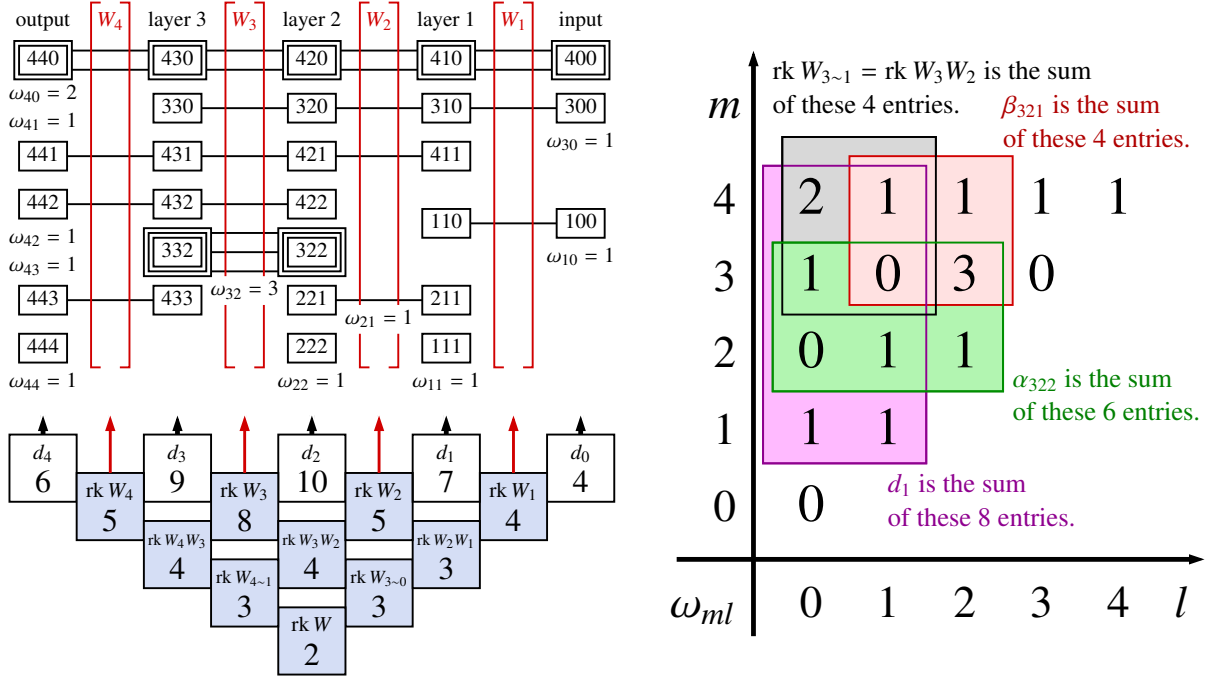 output W₄ layer 3 W₃ layer 2 W₂ layer 1 W₁ input
440 430 420 410 400
ω₄₀ = 2
330 320 310 300
ω₄₁ = 1
ω₃₀ = 1
441 431 421 411
442 432 422
110 100
ω₄₂ = 1
332 322
ω₁₀ = 1
ω₄₃ = 1
ω₃₂ = 3
443 433 221 211
ω₂₁ = 1
444 222 111
ω₄₄ = 1 ω₂₂ = 1 ω₁₁ = 1
d₄ d₃ d₂ d₁ d₀
6 9 10 7 4
rk W₄ rk W₃ rk W₂ rk W₁
5 8 5 4
rk W₄W₃ rk W₃W₂ rk W₂W₁
4 4 3
rk W₄~₁ rk W₃~₀
3 3
rk W
2
rk W₃~₁ = rk W₃W₂ is the sum
of these 4 entries.
β₃₂₁ is the sum
of these 4 entries.
m
4 2 1 1 1 1
3 1 0 3 0
2 0 1 1
α₃₂₂ is the sum
of these 6 entries.
1 1 1
d₁ is the sum
of these 8 entries.
0 0
ωₘₗ 0 1 2 3 4 l